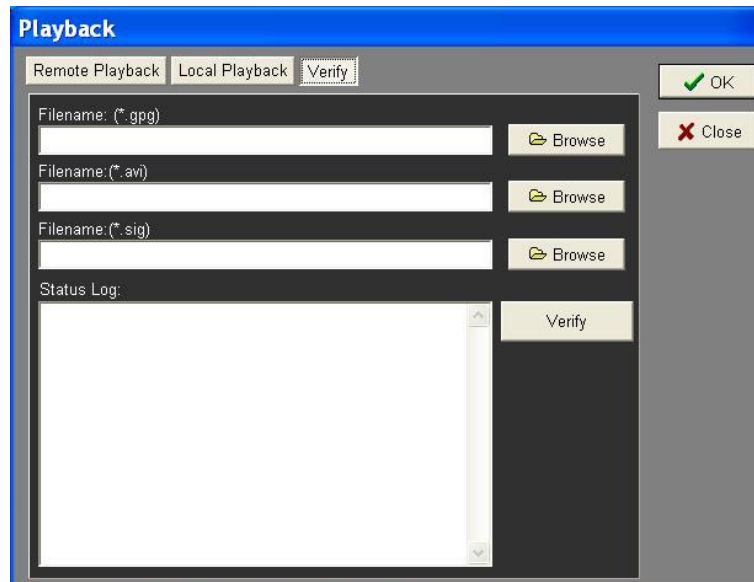 Playback
Remote Playback Local Playback Verify
OK
Filename: (*.gpg)
Browse
Close
Filename:(*.avi)
Browse
Filename:(*.sig)
Browse
Status Log:
Verify